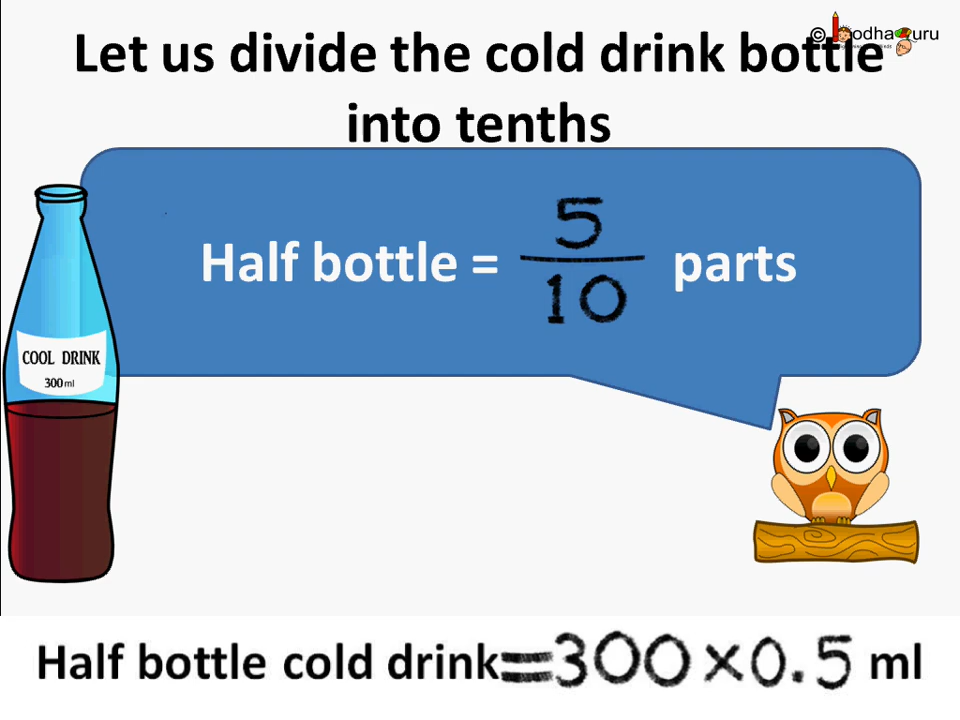 Let us divide the cold drink bottle
into tenths
Half bottle = 5/10 parts
COOL DRINK
300ml
Half bottle cold drink=300×0.5 ml